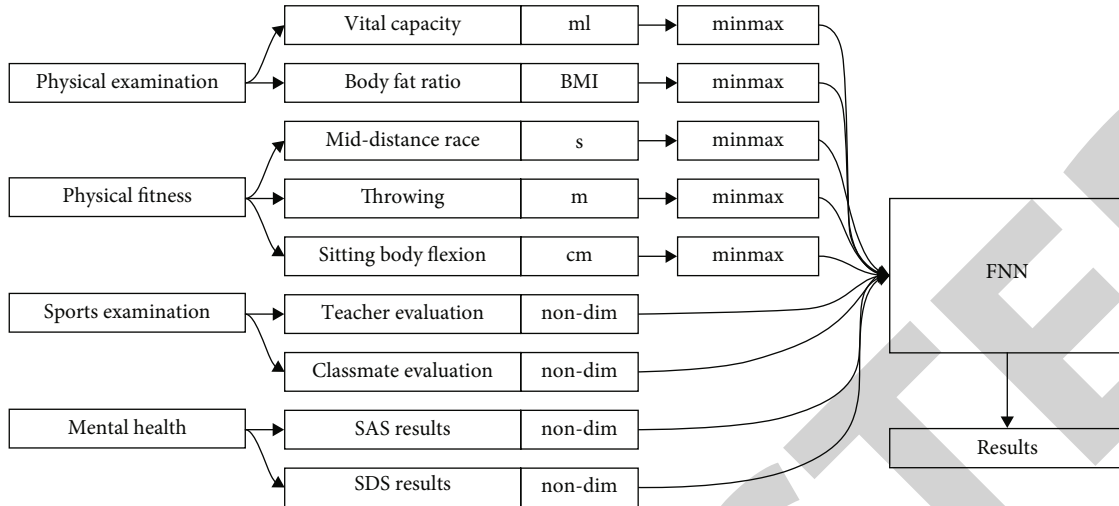 Vital capacity ml minmax
Physical examination Body fat ratio BMI minmax
Mid-distance race s minmax
Physical fitness Throwing m minmax
Sitting body flexion cm minmax
FNN
Sports examination Teacher evaluation non-dim
Classmate evaluation non-dim
Mental health SAS results non-dim
Results
SDS results non-dim